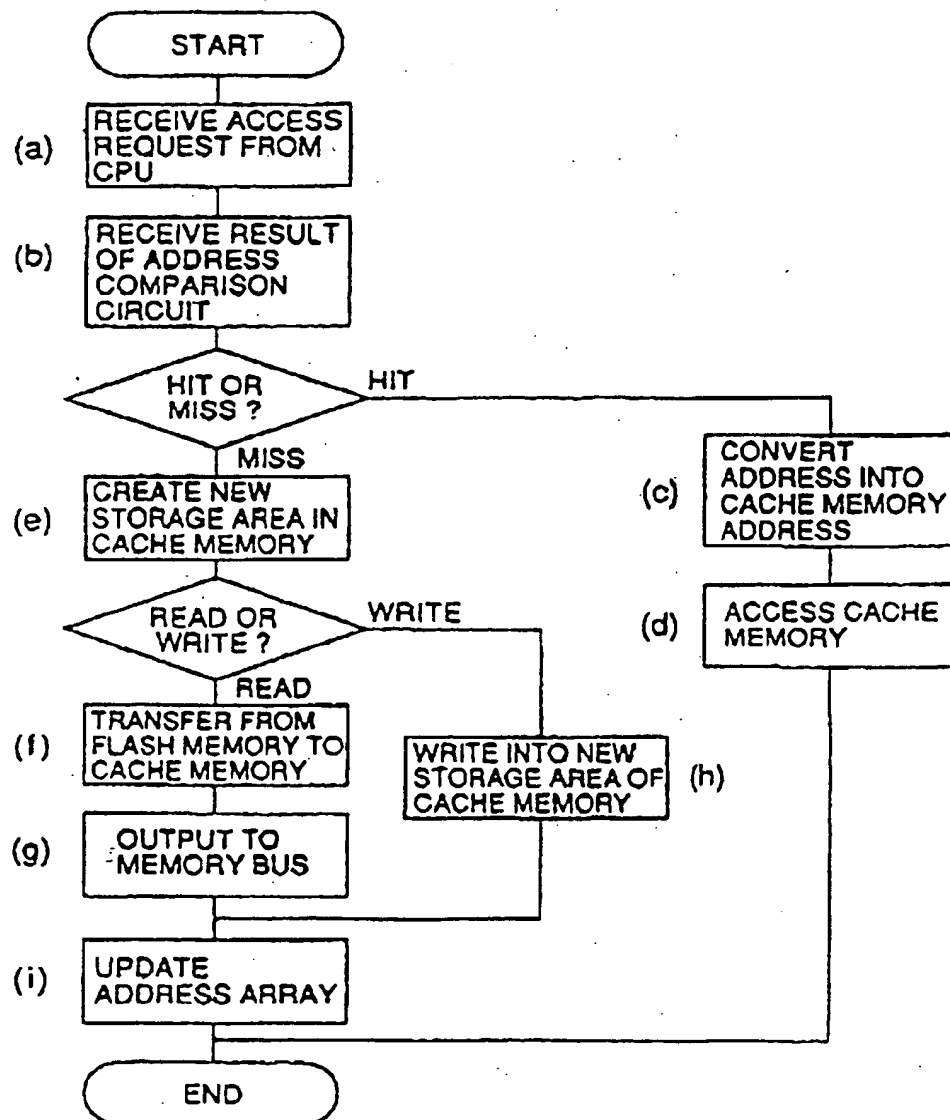 START
(a)
RECEIVE ACCESS
REQUEST FROM
CPU
(b)
RECEIVE RESULT
OF ADDRESS
COMPARISON
CIRCUIT
HIT OR
MISS ?
HIT
MISS
(c)
CONVERT
ADDRESS INTO
CACHE MEMORY
ADDRESS
(e)
CREATE NEW
STORAGE AREA IN
CACHE MEMORY
(d)
ACCESS CACHE
MEMORY
READ OR
WRITE ?
WRITE
READ
(f)
TRANSFER FROM
FLASH MEMORY TO
CACHE MEMORY
WRITE INTO NEW
STORAGE AREA OF
CACHE MEMORY
(h)
(g)
OUTPUT TO
MEMORY BUS
(i)
UPDATE
ADDRESS ARRAY
END